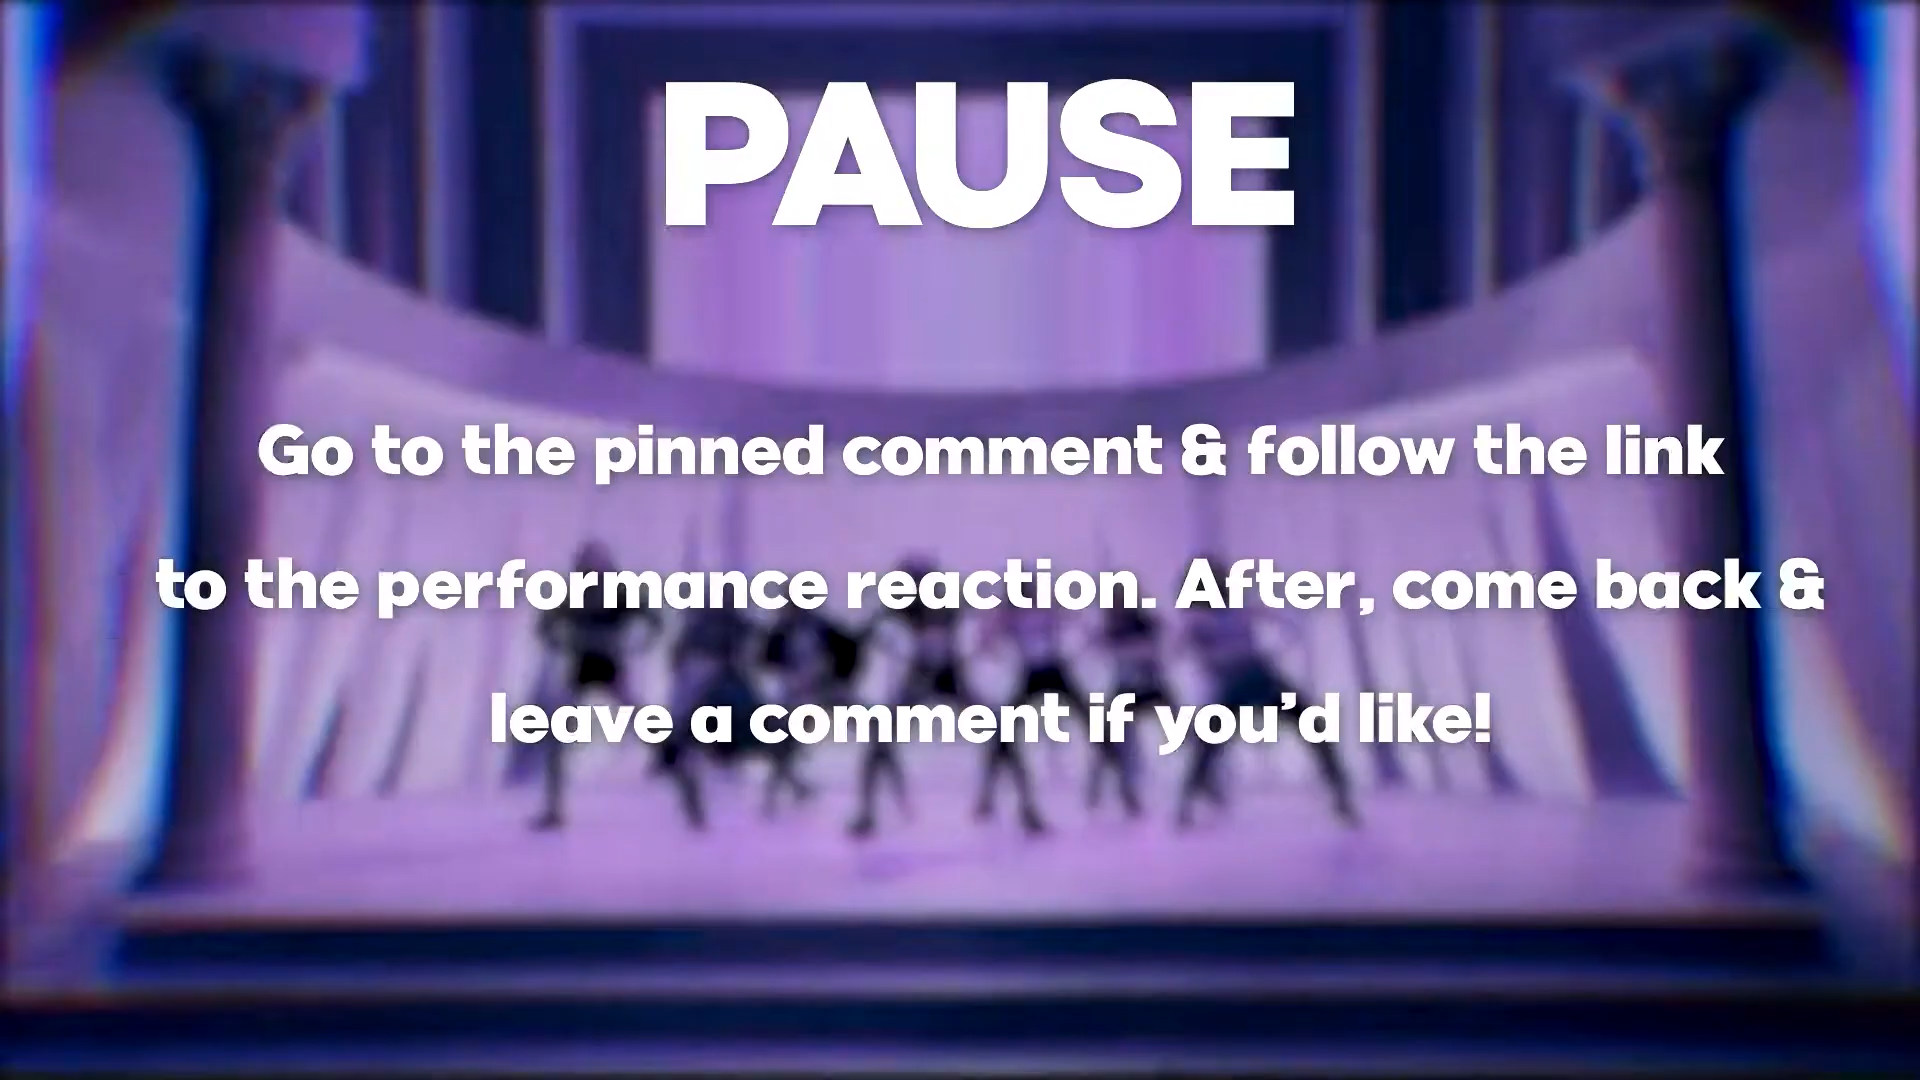 PAUSE
Go to the pinned comment & follow the link
to the performance reaction. After, come back &
leave a comment if you’d like!